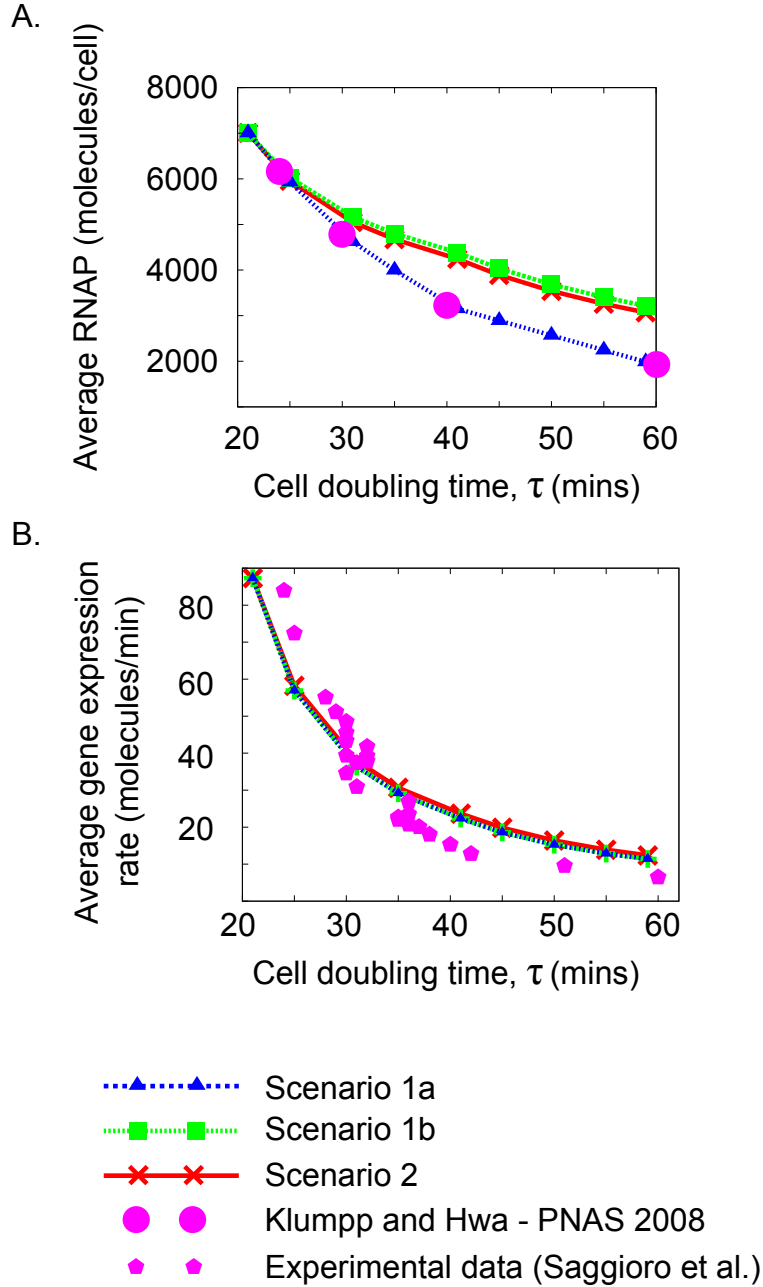 A.
Average RNAP (molecules/cell)
8000
6000
4000
2000
20 30 40 50 60
Cell doubling time, τ (mins)
B.
Average gene expression
rate (molecules/min)
80
60
40
20
20 30 40 50 60
Cell doubling time, τ (mins)
Scenario 1a
Scenario 1b
Scenario 2
Klumpp and Hwa - PNAS 2008
Experimental data (Saggioro et al.)